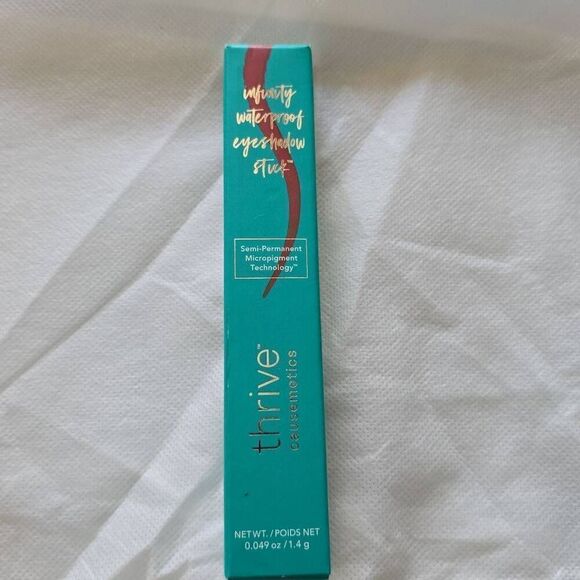 infinity
waterproof
eyeshadow
stick™
Semi-Permanent
Micropigment
Technology™
thrive™
causemetics
NET WT. / POIDS NET
0.049 oz / 1.4 g